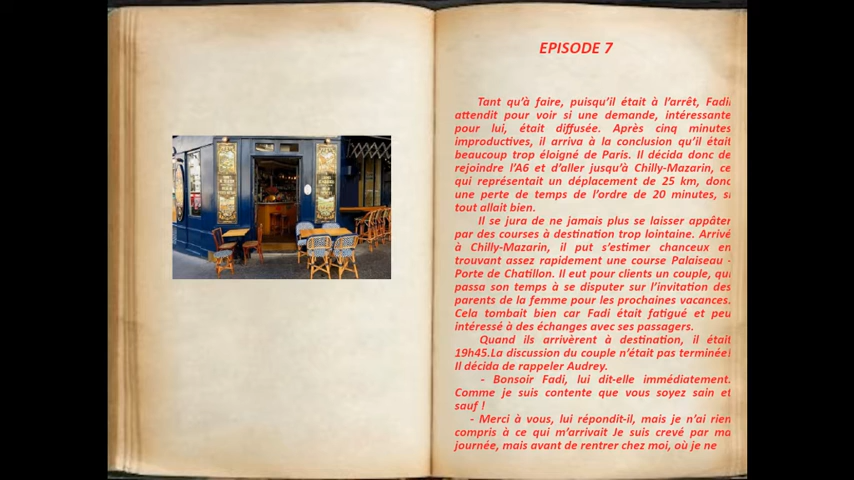 EPISODE 7
Tant qu'à faire, puisqu'il était à l'arrêt, Fadi
attendit pour voir si une demande, intéressante
pour lui, était diffusée. Après cinq minutes
improductives, il arriva à la conclusion qu'il était
beaucoup trop éloigné de Paris. Il décida donc de
rejoindre l'A6 et d'aller jusqu'à Chilly-Mazarin, ce
qui représentait un déplacement de 25 km, donc
une perte de temps de l'ordre de 20 minutes, si
tout allait bien.
Il se jura de ne jamais plus se laisser appâter
par des courses à destination trop lointaine. Arrivé
à Chilly-Mazarin, il put s'estimer chanceux en
trouvant assez rapidement une course Palaiseau -
Porte de Chatillon. Il eut pour clients un couple, qui
passa son temps à se disputer sur l'invitation des
parents de la femme pour les prochaines vacances.
Cela tombait bien car Fadi était fatigué et peu
intéressé à des échanges avec ses passagers.
Quand ils arrivèrent à destination, il était
19h45.La discussion du couple n'était pas terminée!
Il décida de rappeler Audrey.
- Bonsoir Fadi, lui dit-elle immédiatement.
Comme je suis contente que vous soyez sain et
sauf !
- Merci à vous, lui répondit-il, mais je n'ai rien
compris à ce qui m'arrivait Je suis crevé par ma
journée, mais avant de rentrer chez moi, où je ne